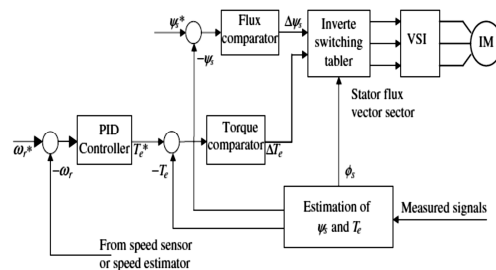 ψs*
Flux
comparator
Δψs
−ψs
Inverte
switching
tabler
VSI
IM
Stator flux
vector sector
ωr*
PID
Controller
Te*
−ωr
−Te
Torque
comparator
ΔTe
ϕs
Estimation of
ψs and Te
Measured signals
From speed sensor
or speed estimator